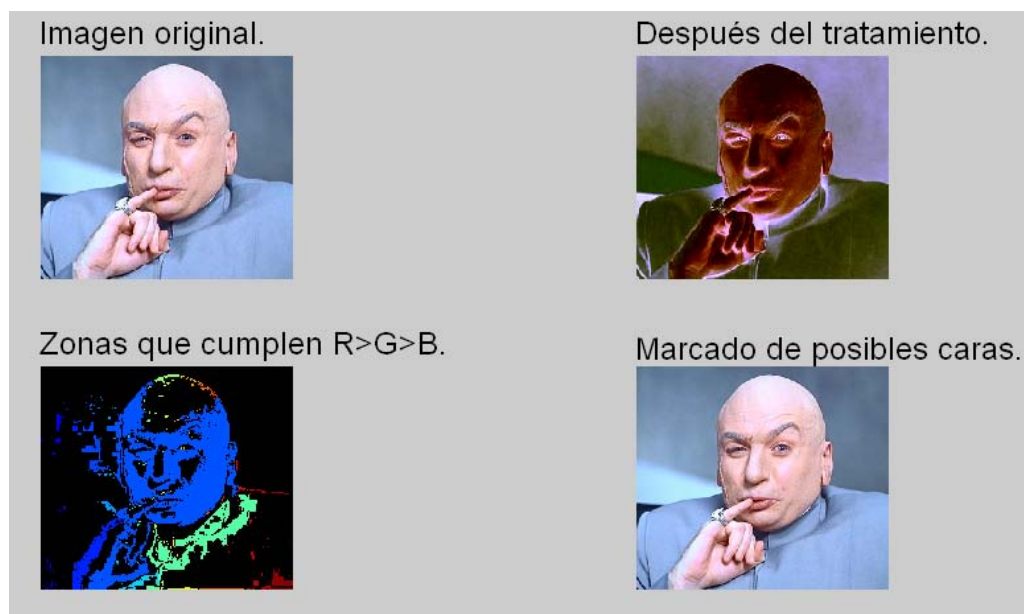 Imagen original.
Después del tratamiento.
Zonas que cumplen R>G>B.
Marcado de posibles caras.